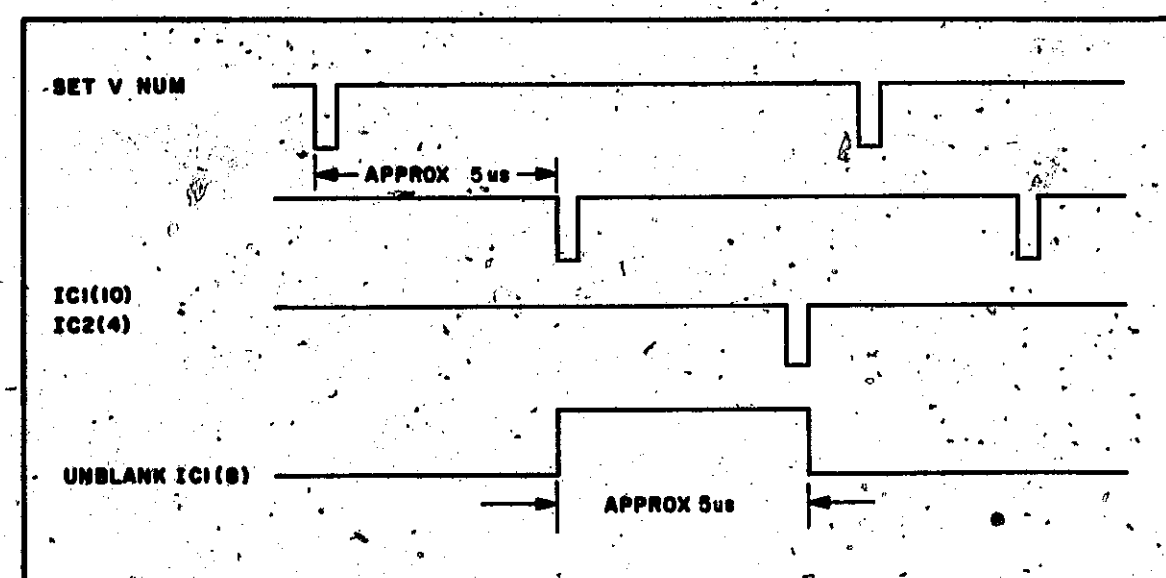 SET V NUM
APPROX 5us
IC1(10)
IC2(4)
UNBLANK IC1(8)
APPROX 5us